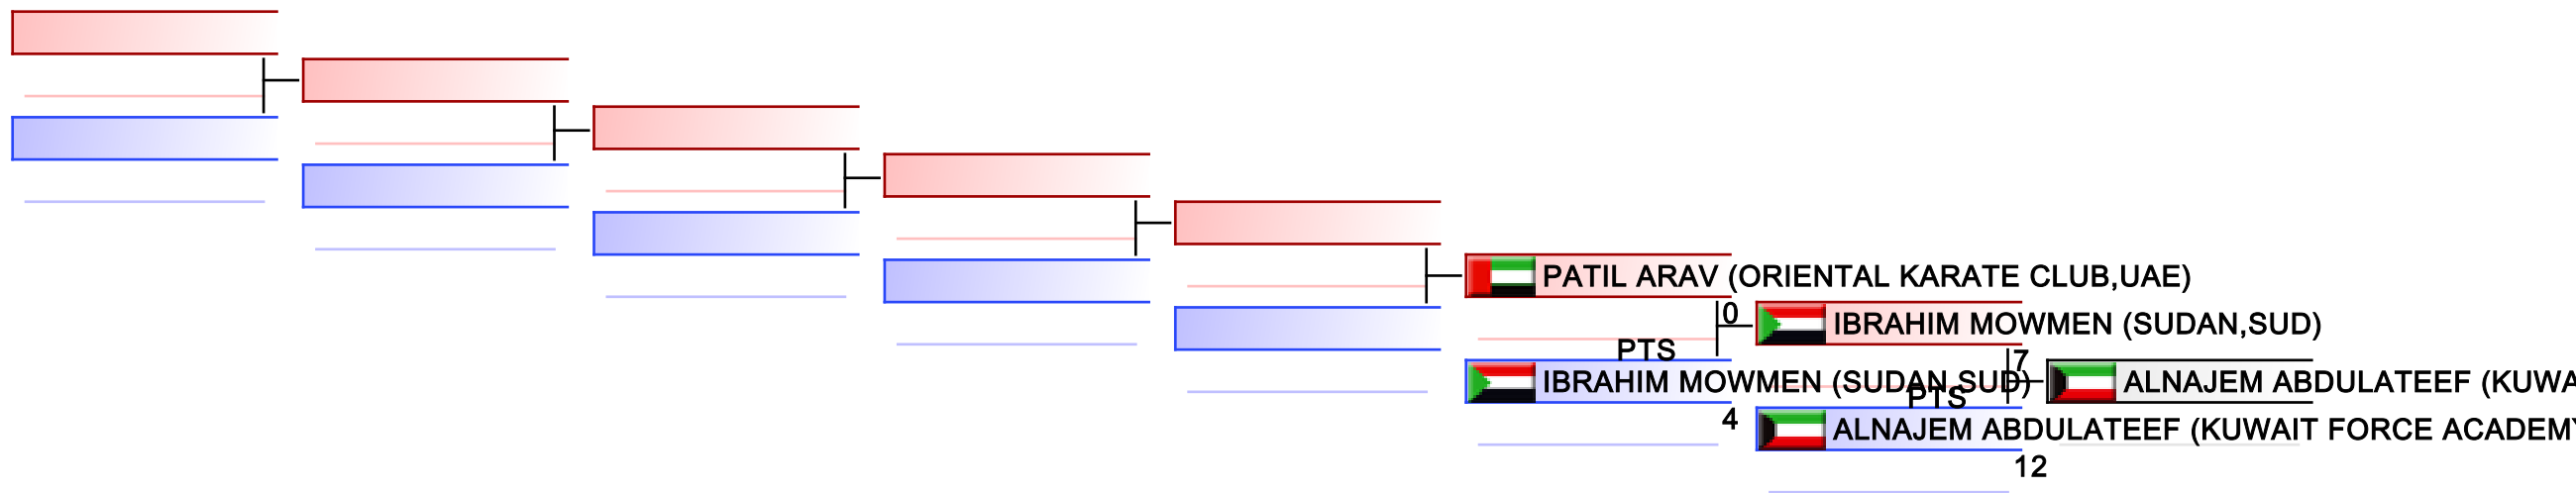 PATIL ARAV (ORIENTAL KARATE CLUB,UAE)
0
IBRAHIM MOWMEN (SUDAN,SUD)
PTS
7
IBRAHIM MOWMEN (SUDAN,SUD)
ALNAJEM ABDULATEEF (KUWA
PTS
4
ALNAJEM ABDULATEEF (KUWAIT FORCE ACADEMY
12